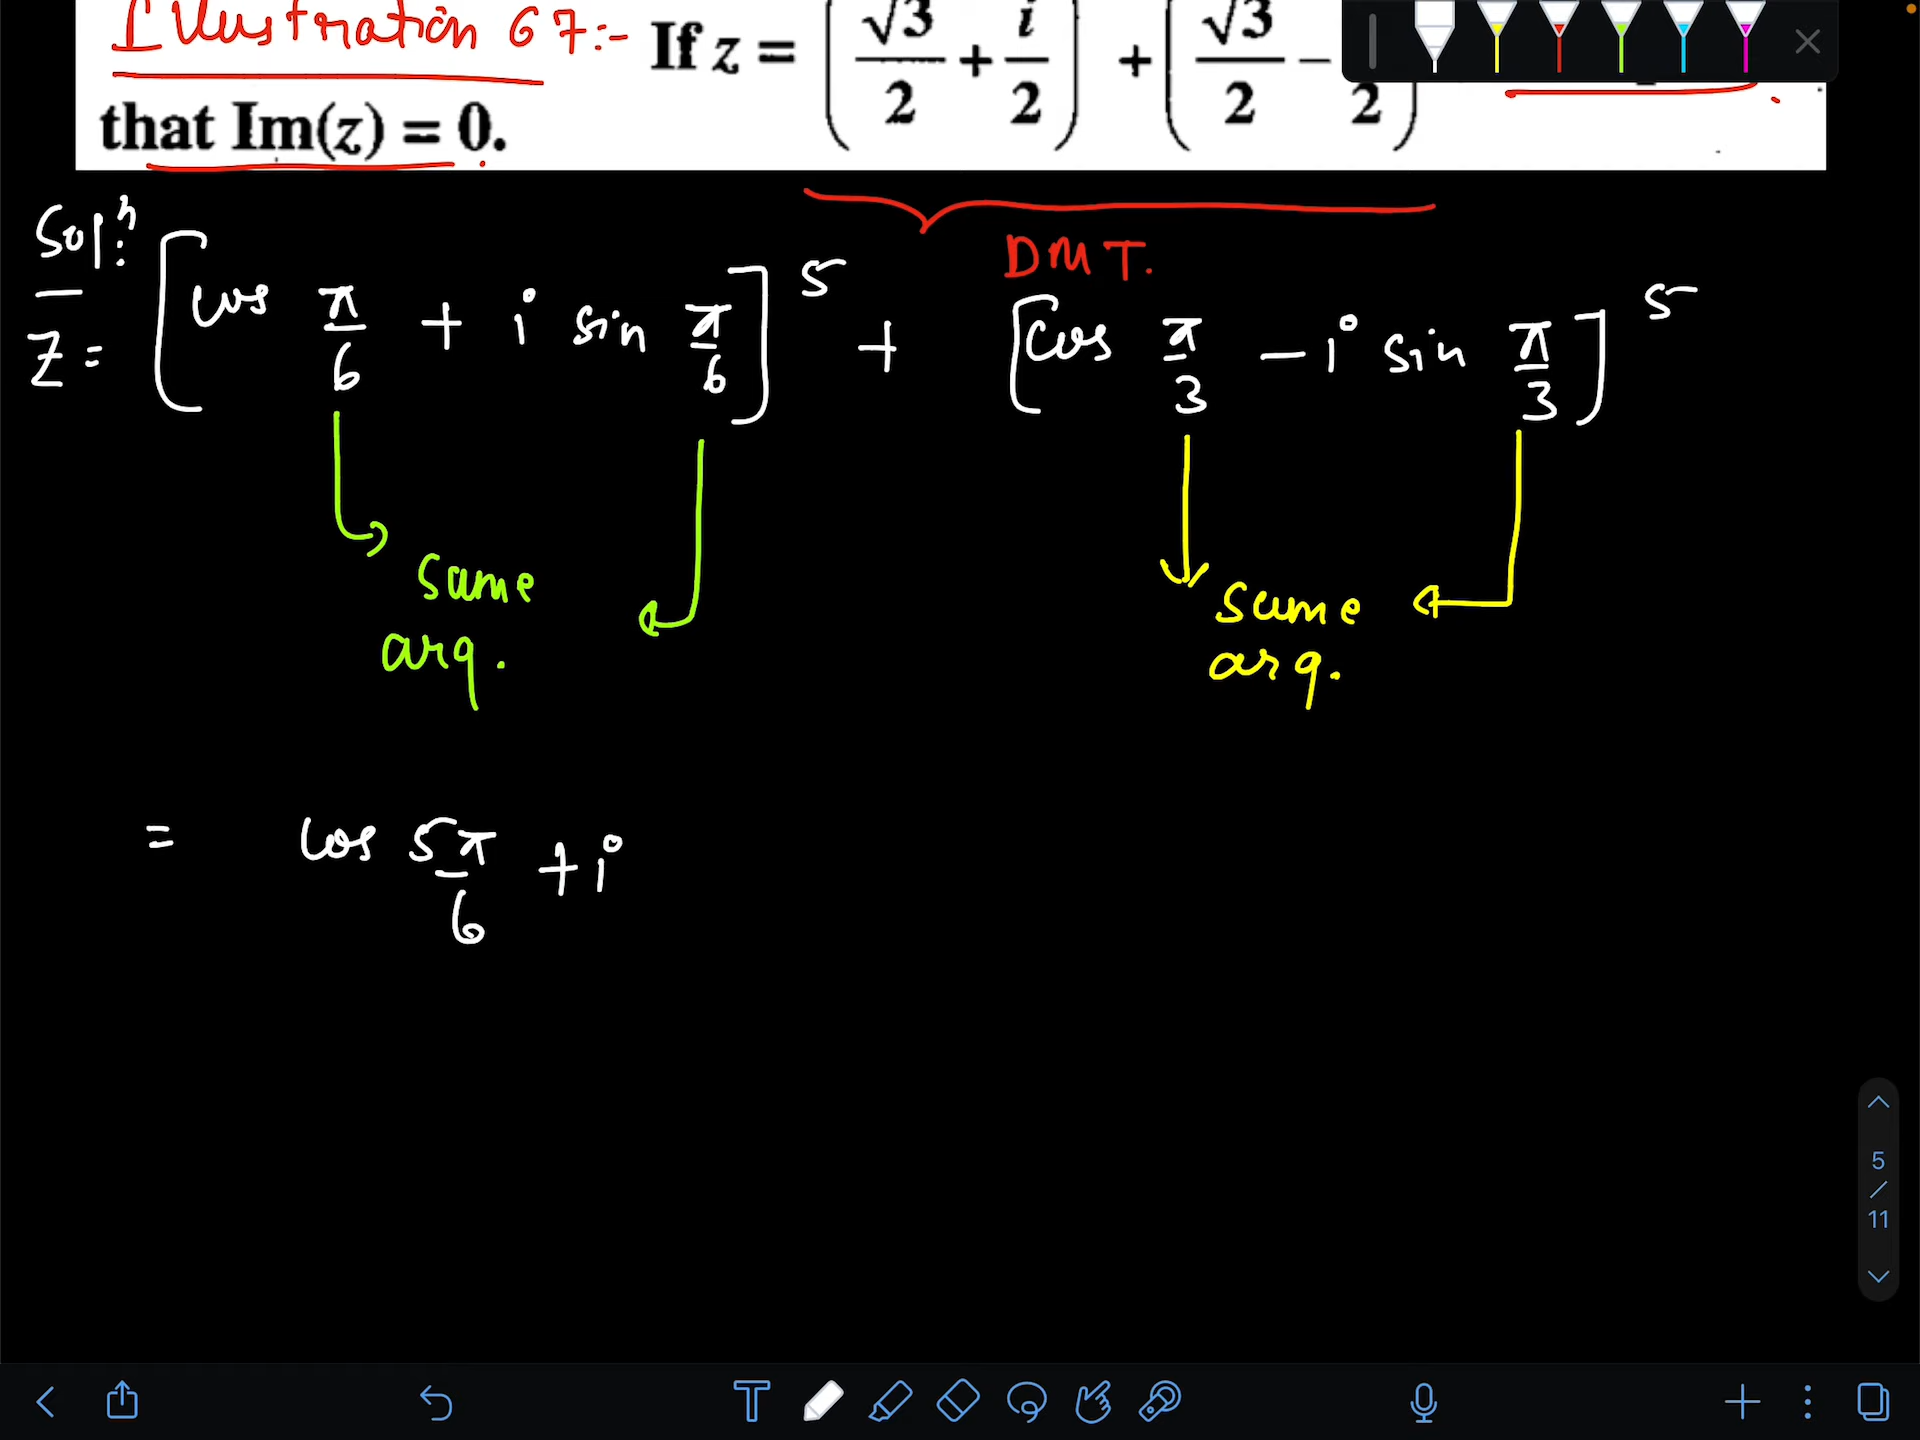 Illustration 67:- If z = (√3/2 + i/2) + (√3/2 - /2)
that Im(z) = 0.
Solⁿ:
DMT.
Z = [cos π/6 + i sin π/6]^5 + [cos π/3 - i sin π/3]^5
same same
arg. arg.
= cos 5π/6 + i
5
/
11
T